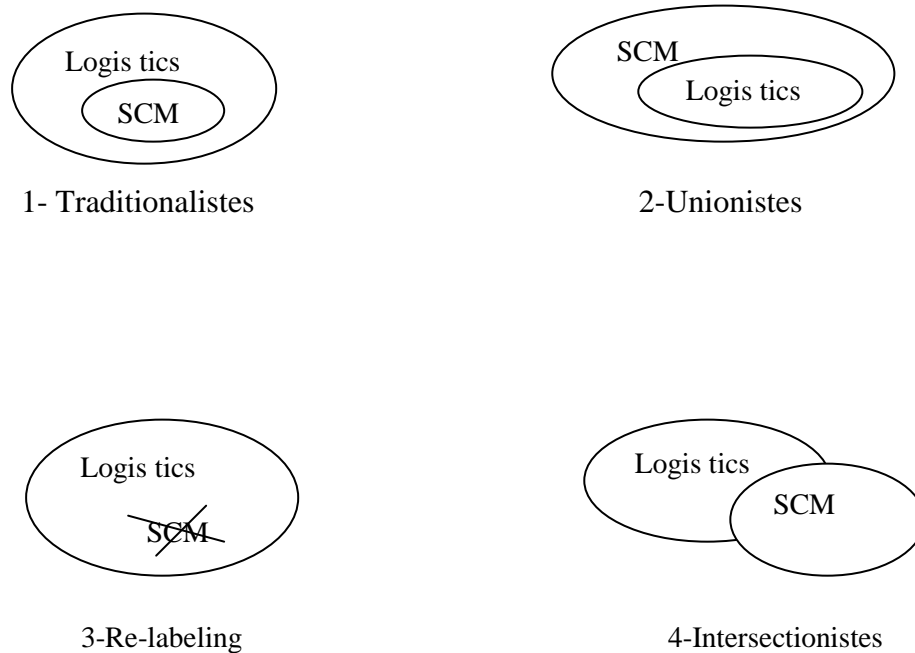 Logis tics
SCM
1- Traditionalistes
SCM
Logis tics
2-Unionistes
Logis tics
SCM
3-Re-labeling
Logis tics
SCM
4-Intersectionistes